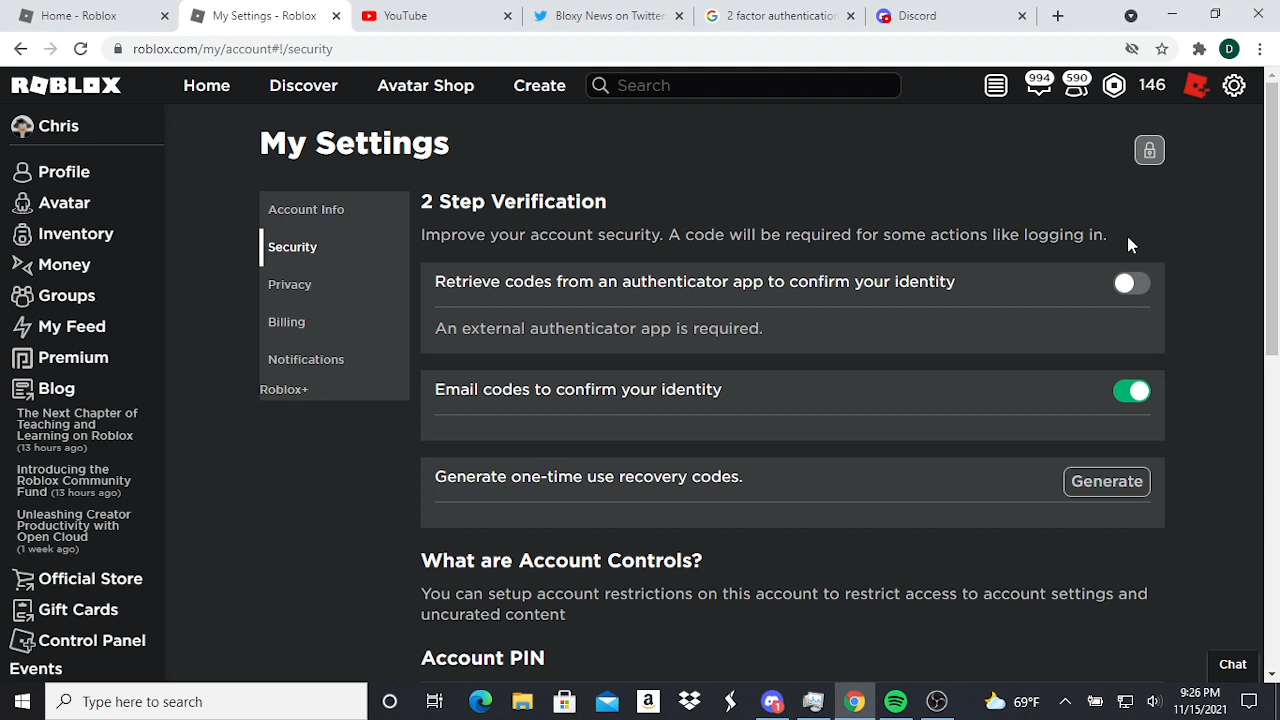 Home - Roblox
My Settings - Roblox
YouTube
Bloxy News on Twitter
2 factor authentication
Discord
roblox.com/my/account#!/security
D
ROBLOX
Home
Discover
Avatar Shop
Create
Search
994
590
146
Chris
Profile
Avatar
Inventory
Money
Groups
My Feed
Premium
Blog
The Next Chapter of
Teaching and
Learning on Roblox
(13 hours ago)
Introducing the
Roblox Community
Fund (13 hours ago)
Unleashing Creator
Productivity with
Open Cloud
(1 week ago)
Official Store
Gift Cards
Control Panel
Events
My Settings
Account Info
Security
Privacy
Billing
Notifications
Roblox+
2 Step Verification
Improve your account security. A code will be required for some actions like logging in.
Retrieve codes from an authenticator app to confirm your identity
An external authenticator app is required.
Email codes to confirm your identity
Generate one-time use recovery codes.
Generate
What are Account Controls?
You can setup account restrictions on this account to restrict access to account settings and
uncurated content
Account PIN
Chat
Type here to search
a
1
69°F
9:26 PM
11/15/2021